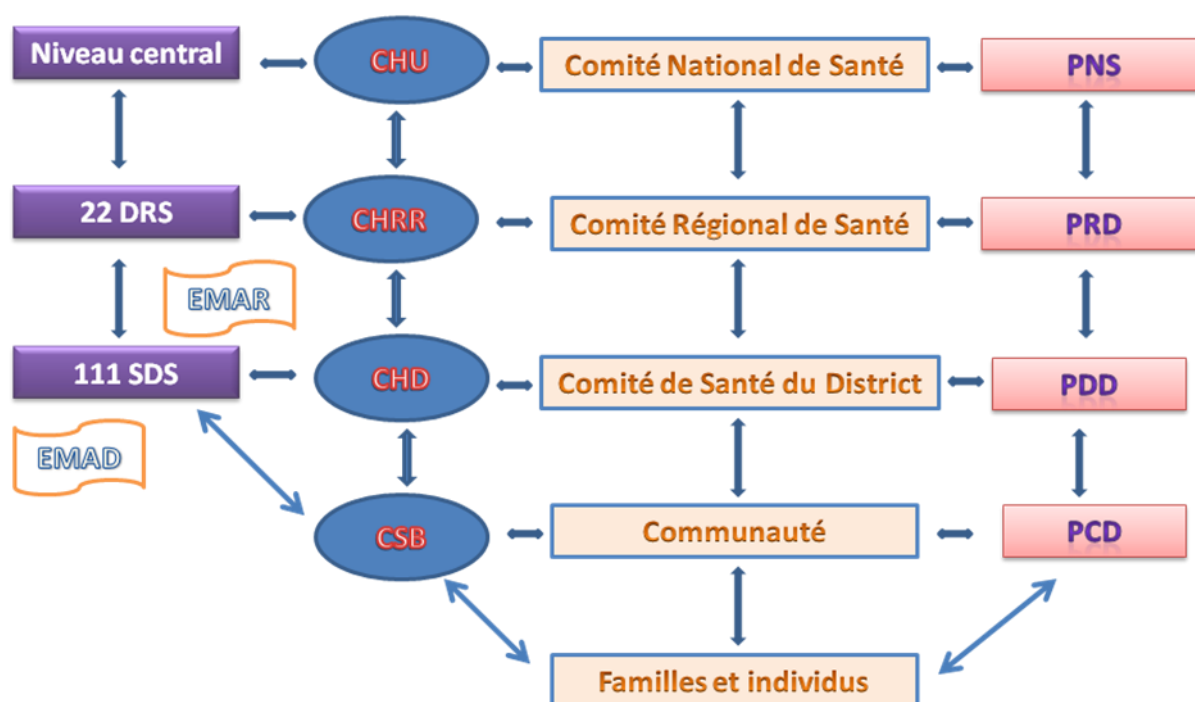 Niveau central
CHU
Comité National de Santé
PNS
22 DRS
CHRR
Comité Régional de Santé
PRD
EMAR
111 SDS
CHD
Comité de Santé du District
PDD
EMAD
CSB
Communauté
PCD
Familles et individus